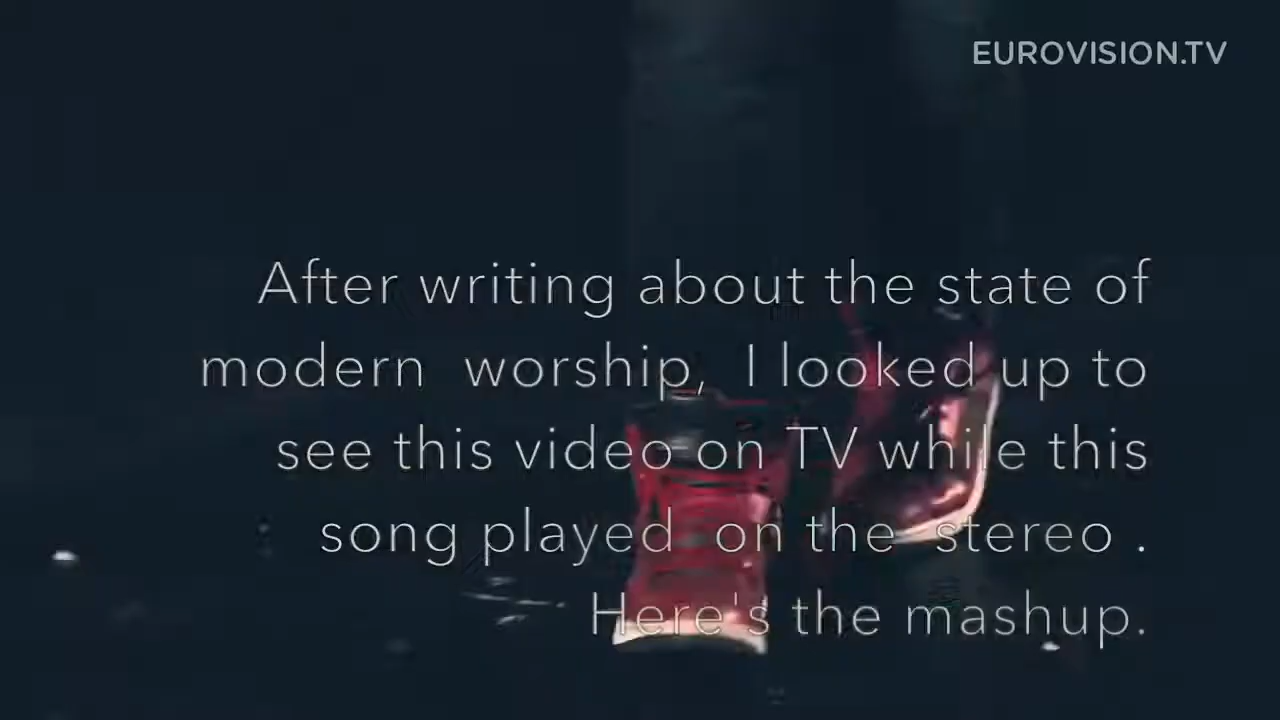 EUROVISION.TV
After writing about the state of
modern worship, I looked up to
see this video on TV while this
song played on the stereo .
Here's the mashup.